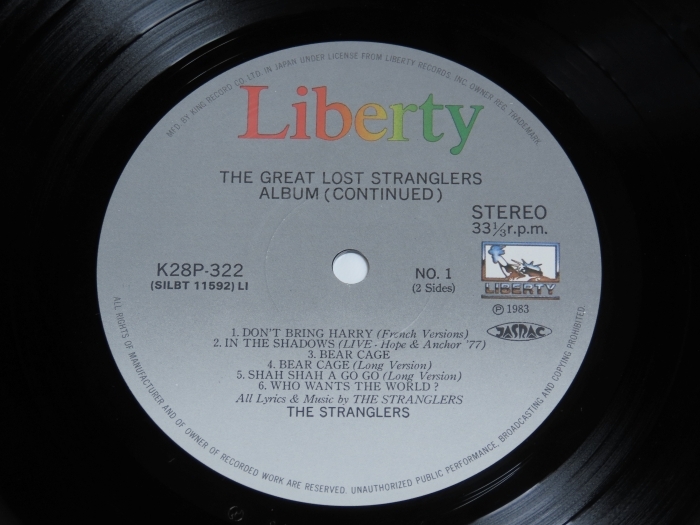 MFD. BY KING RECORD CO. LTD. IN JAPAN UNDER LICENSE FROM LIBERTY RECORDS, INC. OWNER REG. TRADEMARK
Liberty
THE GREAT LOST STRANGLERS
ALBUM (CONTINUED)
STEREO
33⅓r.p.m.
K28P-322
(SILBT 11592) LI
NO. 1
(2 Sides)
LIBERTY
Ⓟ 1983
JASRAC
1. DON'T BRING HARRY (French Versions)
2. IN THE SHADOWS (LIVE · Hope & Anchor '77)
3. BEAR CAGE
4. BEAR CAGE (Long Version)
5. SHAH SHAH A GO GO (Long Version)
6. WHO WANTS THE WORLD ?
All Lyrics & Music by THE STRANGLERS
THE STRANGLERS
ALL RIGHTS OF MANUFACTURER AND OF OWNER OF RECORDED WORK ARE RESERVED. UNAUTHORIZED PUBLIC PERFORMANCE, BROADCASTING AND COPYING PROHIBITED.